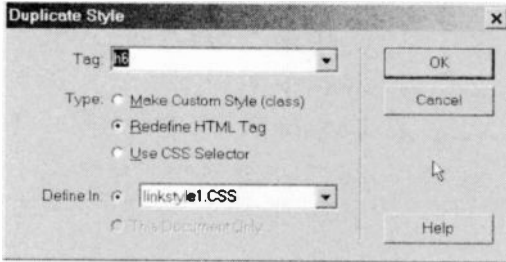 Duplicate Style
Tag: h6
OK
Type: Make Custom Style (class)
Cancel
Redefine HTML Tag
Use CSS Selector
Define In: linkstyle1.CSS
This Document Only
Help